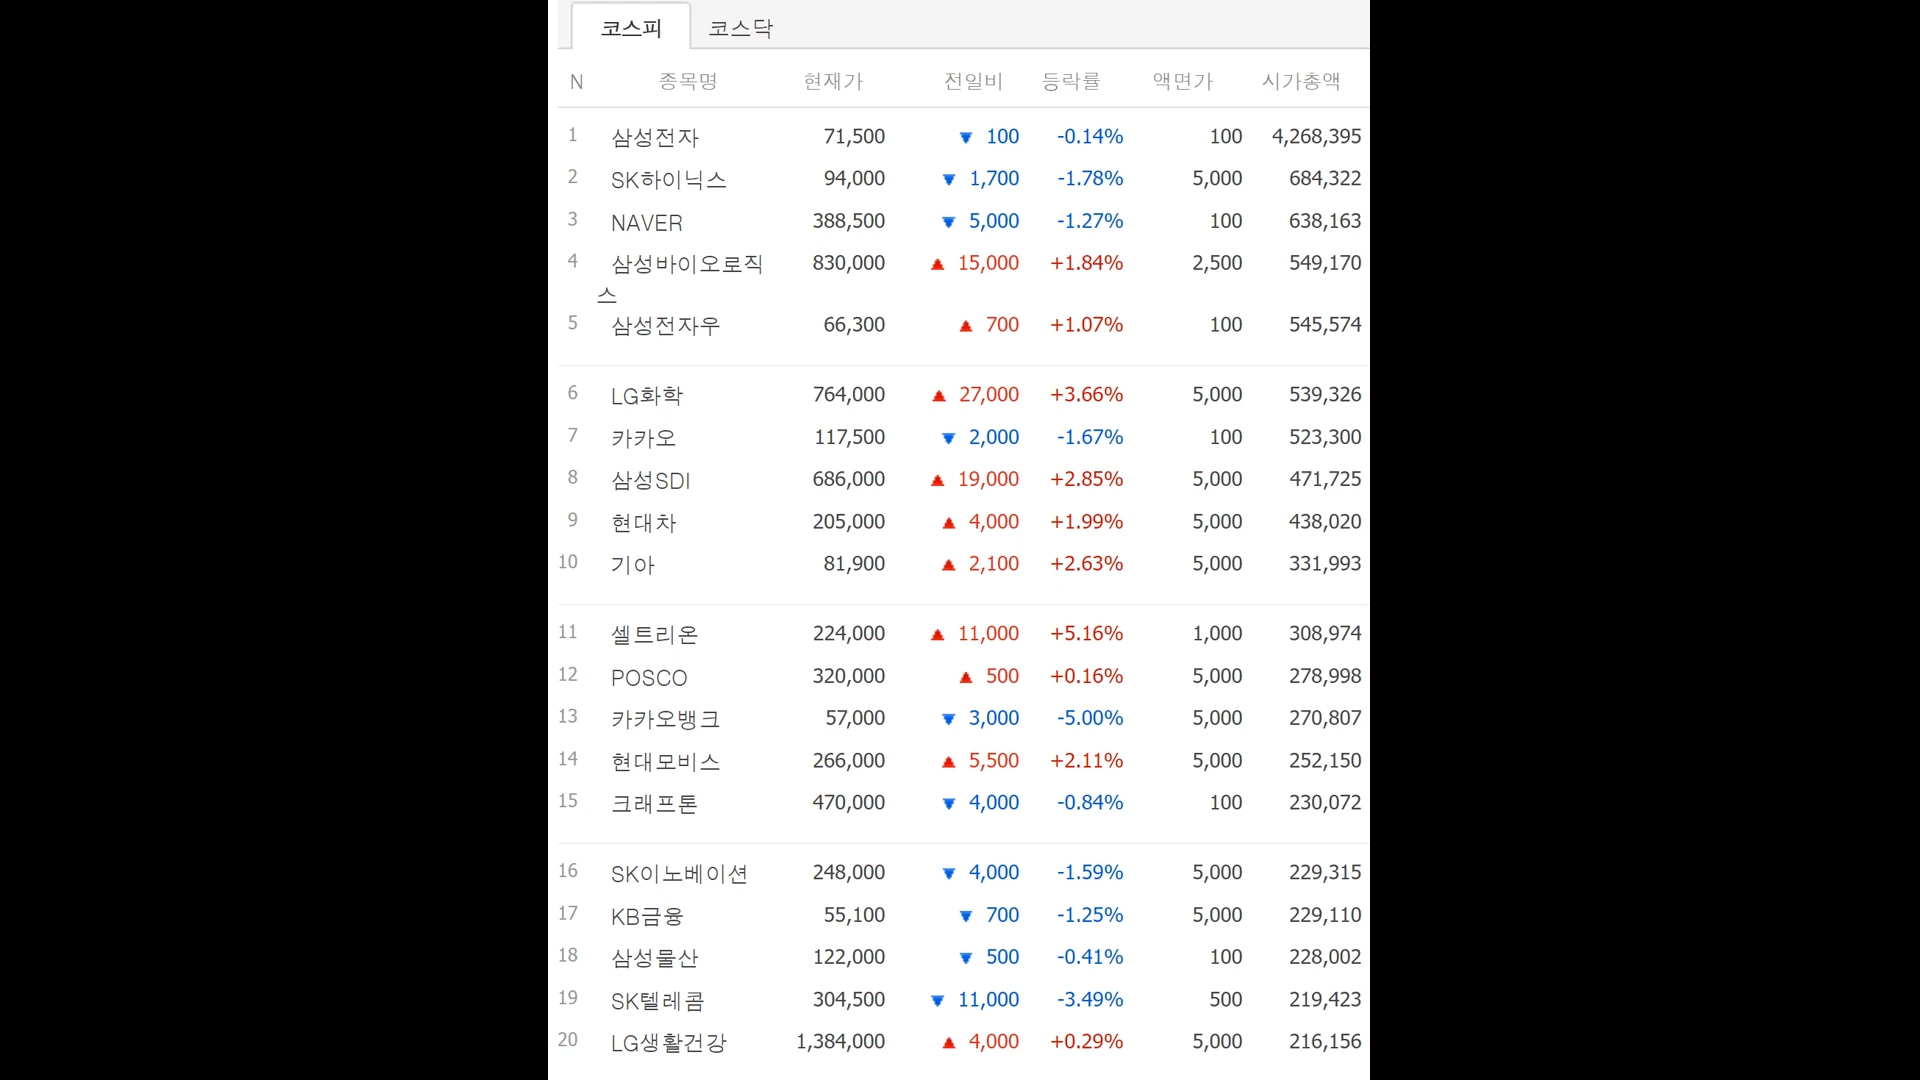 코스피 코스닥
N 종목명 현재가 전일비 등락률 액면가 시가총액
1 삼성전자 71,500 ▼ 100 -0.14% 100 4,268,395
2 SK하이닉스 94,000 ▼ 1,700 -1.78% 5,000 684,322
3 NAVER 388,500 ▼ 5,000 -1.27% 100 638,163
4 삼성바이오로직 830,000 ▲ 15,000 +1.84% 2,500 549,170
스
5 삼성전자우 66,300 ▲ 700 +1.07% 100 545,574
6 LG화학 764,000 ▲ 27,000 +3.66% 5,000 539,326
7 카카오 117,500 ▼ 2,000 -1.67% 100 523,300
8 삼성SDI 686,000 ▲ 19,000 +2.85% 5,000 471,725
9 현대차 205,000 ▲ 4,000 +1.99% 5,000 438,020
10 기아 81,900 ▲ 2,100 +2.63% 5,000 331,993
11 셀트리온 224,000 ▲ 11,000 +5.16% 1,000 308,974
12 POSCO 320,000 ▲ 500 +0.16% 5,000 278,998
13 카카오뱅크 57,000 ▼ 3,000 -5.00% 5,000 270,807
14 현대모비스 266,000 ▲ 5,500 +2.11% 5,000 252,150
15 크래프톤 470,000 ▼ 4,000 -0.84% 100 230,072
16 SK이노베이션 248,000 ▼ 4,000 -1.59% 5,000 229,315
17 KB금융 55,100 ▼ 700 -1.25% 5,000 229,110
18 삼성물산 122,000 ▼ 500 -0.41% 100 228,002
19 SK텔레콤 304,500 ▼ 11,000 -3.49% 500 219,423
20 LG생활건강 1,384,000 ▲ 4,000 +0.29% 5,000 216,156